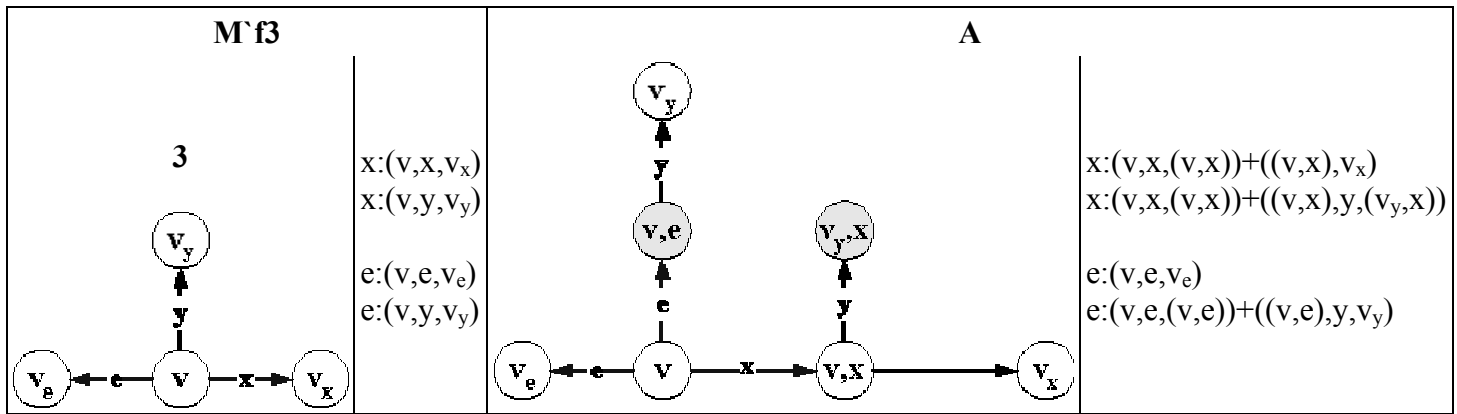 M`f3
A
3
v_y
y
v_e
e
v
x
v_x
x:(v,x,v_x)
x:(v,y,v_y)
e:(v,e,v_e)
e:(v,y,v_y)
v_y
y
v,e
v_y,x
e
y
v_e
e
v
x
v,x
v_x
x:(v,x,(v,x))+((v,x),v_x)
x:(v,x,(v,x))+((v,x),y,(v_y,x))
e:(v,e,v_e)
e:(v,e,(v,e))+((v,e),y,v_y)